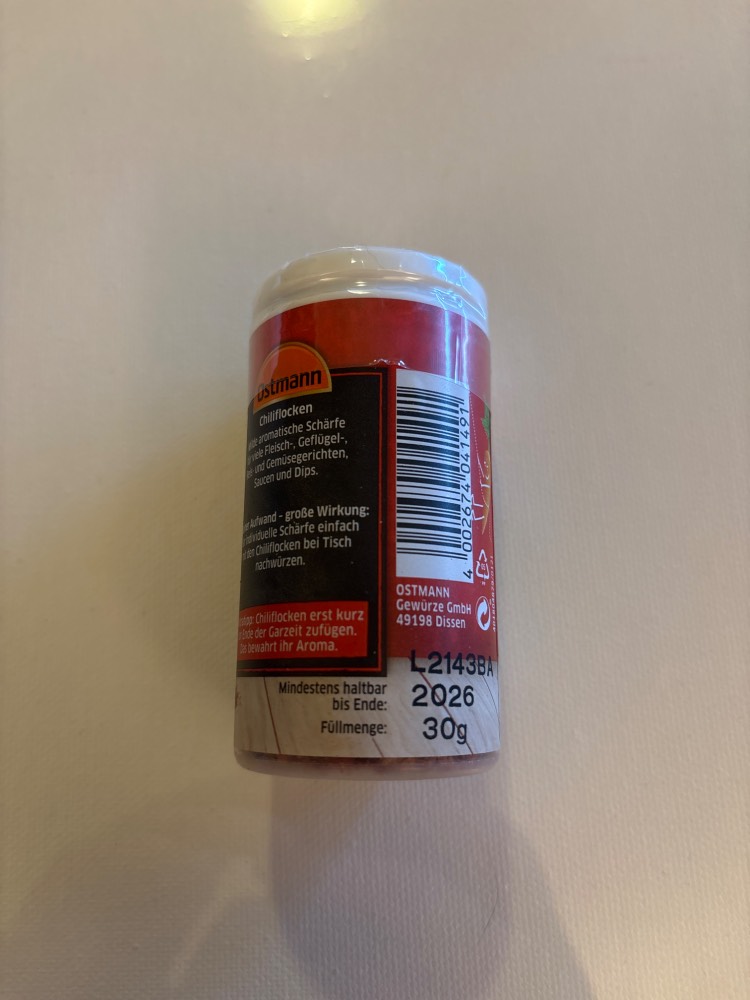 Ostmann
Chiliflocken
aromatische Schärfe
viele Fleisch-, Geflügel-,
und Gemüsegerichten,
Saucen und Dips.
Aufwand - große Wirkung:
individuelle Schärfe einfach
den Chiliflocken bei Tisch
nachwürzen.
Chiliflocken erst kurz
Ende der Garzeit zufügen.
Das bewahrt ihr Aroma.
4 002674 041491
OSTMANN
Gewürze GmbH
49198 Dissen
L2143BA
Mindestens haltbar
bis Ende: 2026
Füllmenge: 30g